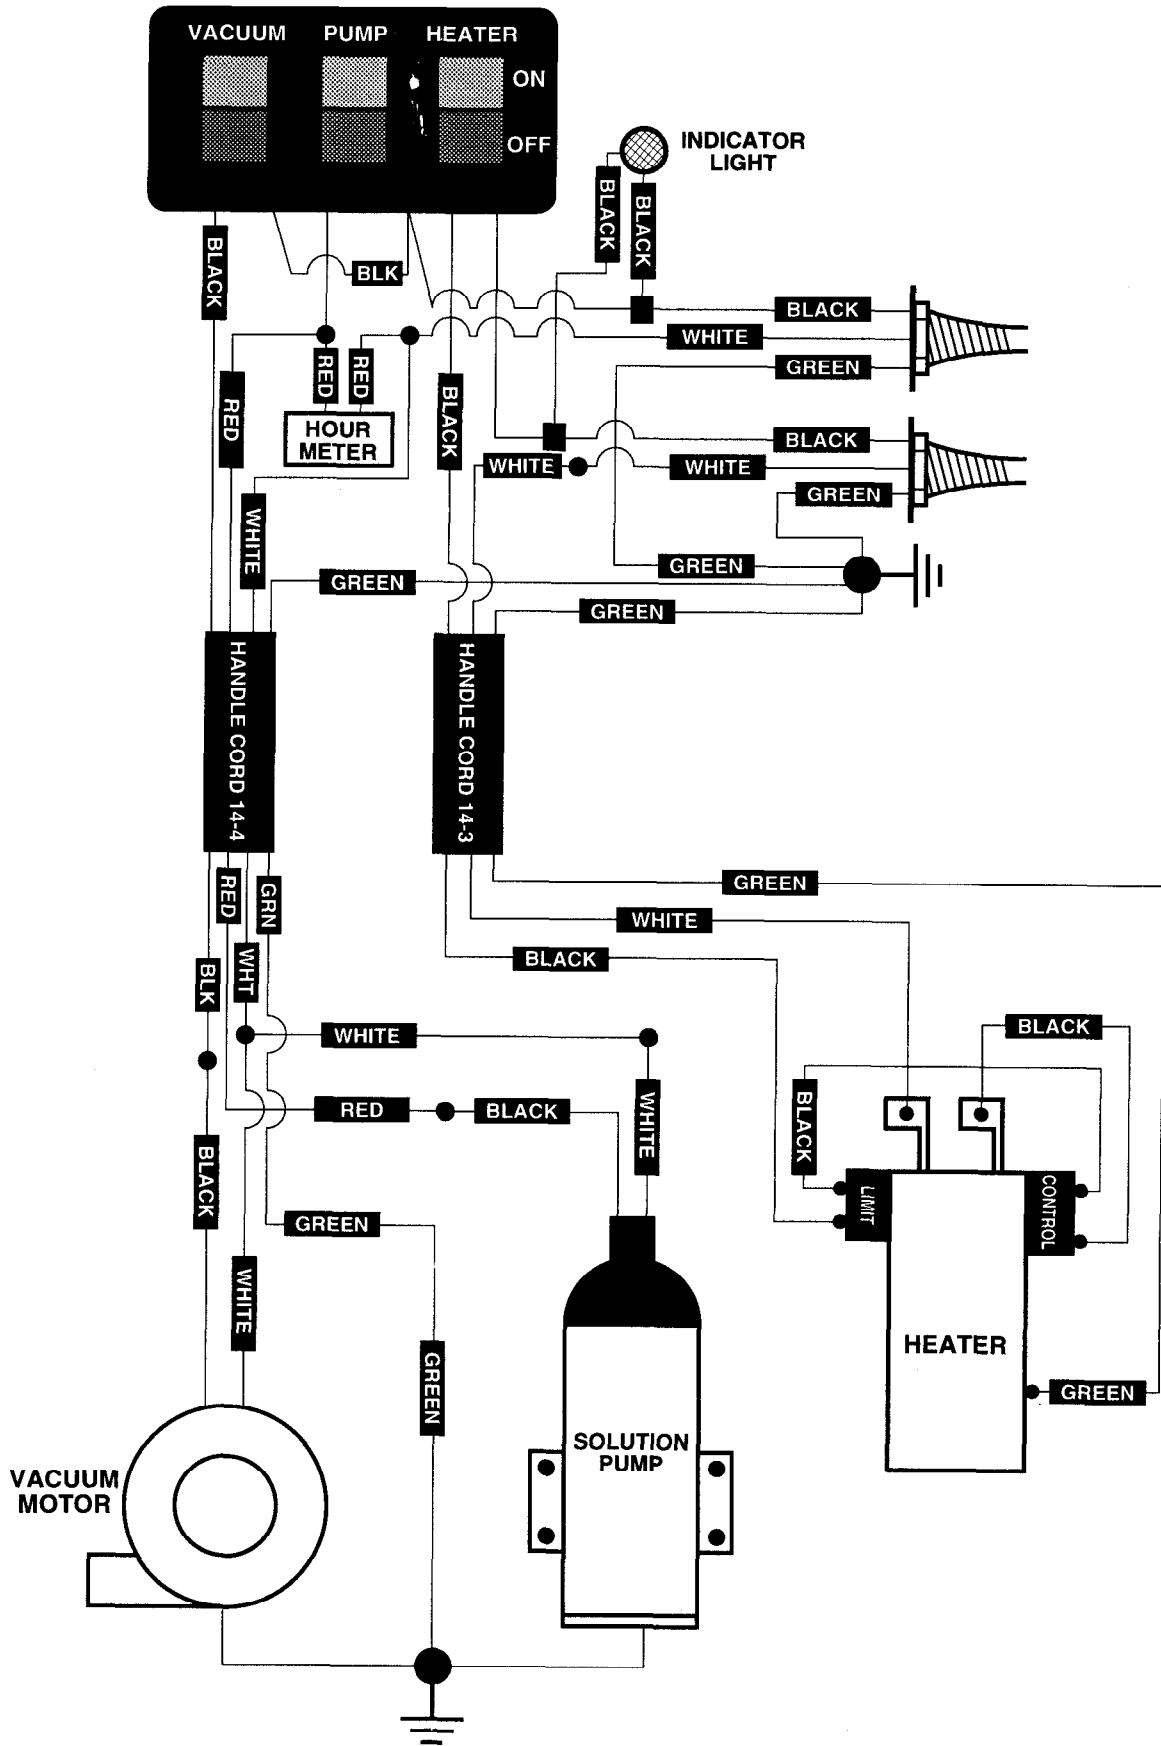 VACUUM PUMP HEATER
ON
OFF
INDICATOR
LIGHT
BLACK
BLACK
BLACK
BLK
BLACK
WHITE
RED
RED
GREEN
RED
BLACK
HOUR
METER
BLACK
WHITE
WHITE
GREEN
WHITE
GREEN
GREEN
GREEN
HANDLE CORD 14-4
HANDLE CORD 14-3
RED
GRN
GREEN
WHITE
BLK
WHT
BLACK
WHITE
BLACK
RED
BLACK
WHITE
BLACK
BLACK
LIMIT
CONTROL
GREEN
WHITE
HEATER
GREEN
GREEN
SOLUTION
PUMP
VACUUM
MOTOR